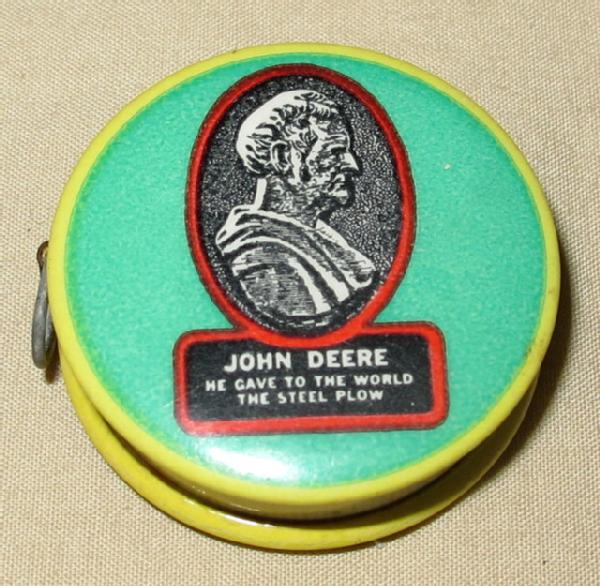 JOHN DEERE
HE GAVE TO THE WORLD
THE STEEL PLOW